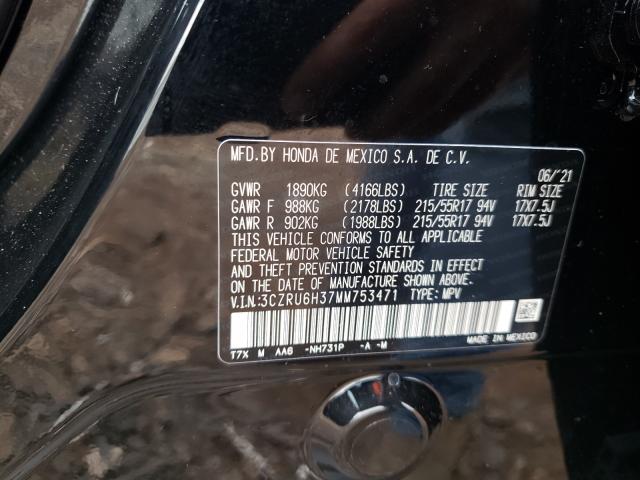 MFD.BY HONDA DE MEXICO S.A. DE C.V.
06/'21
GVWR 1890KG (4166LBS) TIRE SIZE RIM SIZE
GAWR F 988KG (2178LBS) 215/55R17 94V 17X7.5J
GAWR R 902KG (1988LBS) 215/55R17 94V 17X7.5J
THIS VEHICLE CONFORMS TO ALL APPLICABLE
FEDERAL MOTOR VEHICLE SAFETY
AND THEFT PREVENTION STANDARDS IN EFFECT
ON THE DATE OF MANUFACTURE SHOWN ABOVE.
V.I.N:3CZRU6H37MM753471 TYPE: MPV
T7X M AA6 -NH731P -A -M MADE IN MEXICO